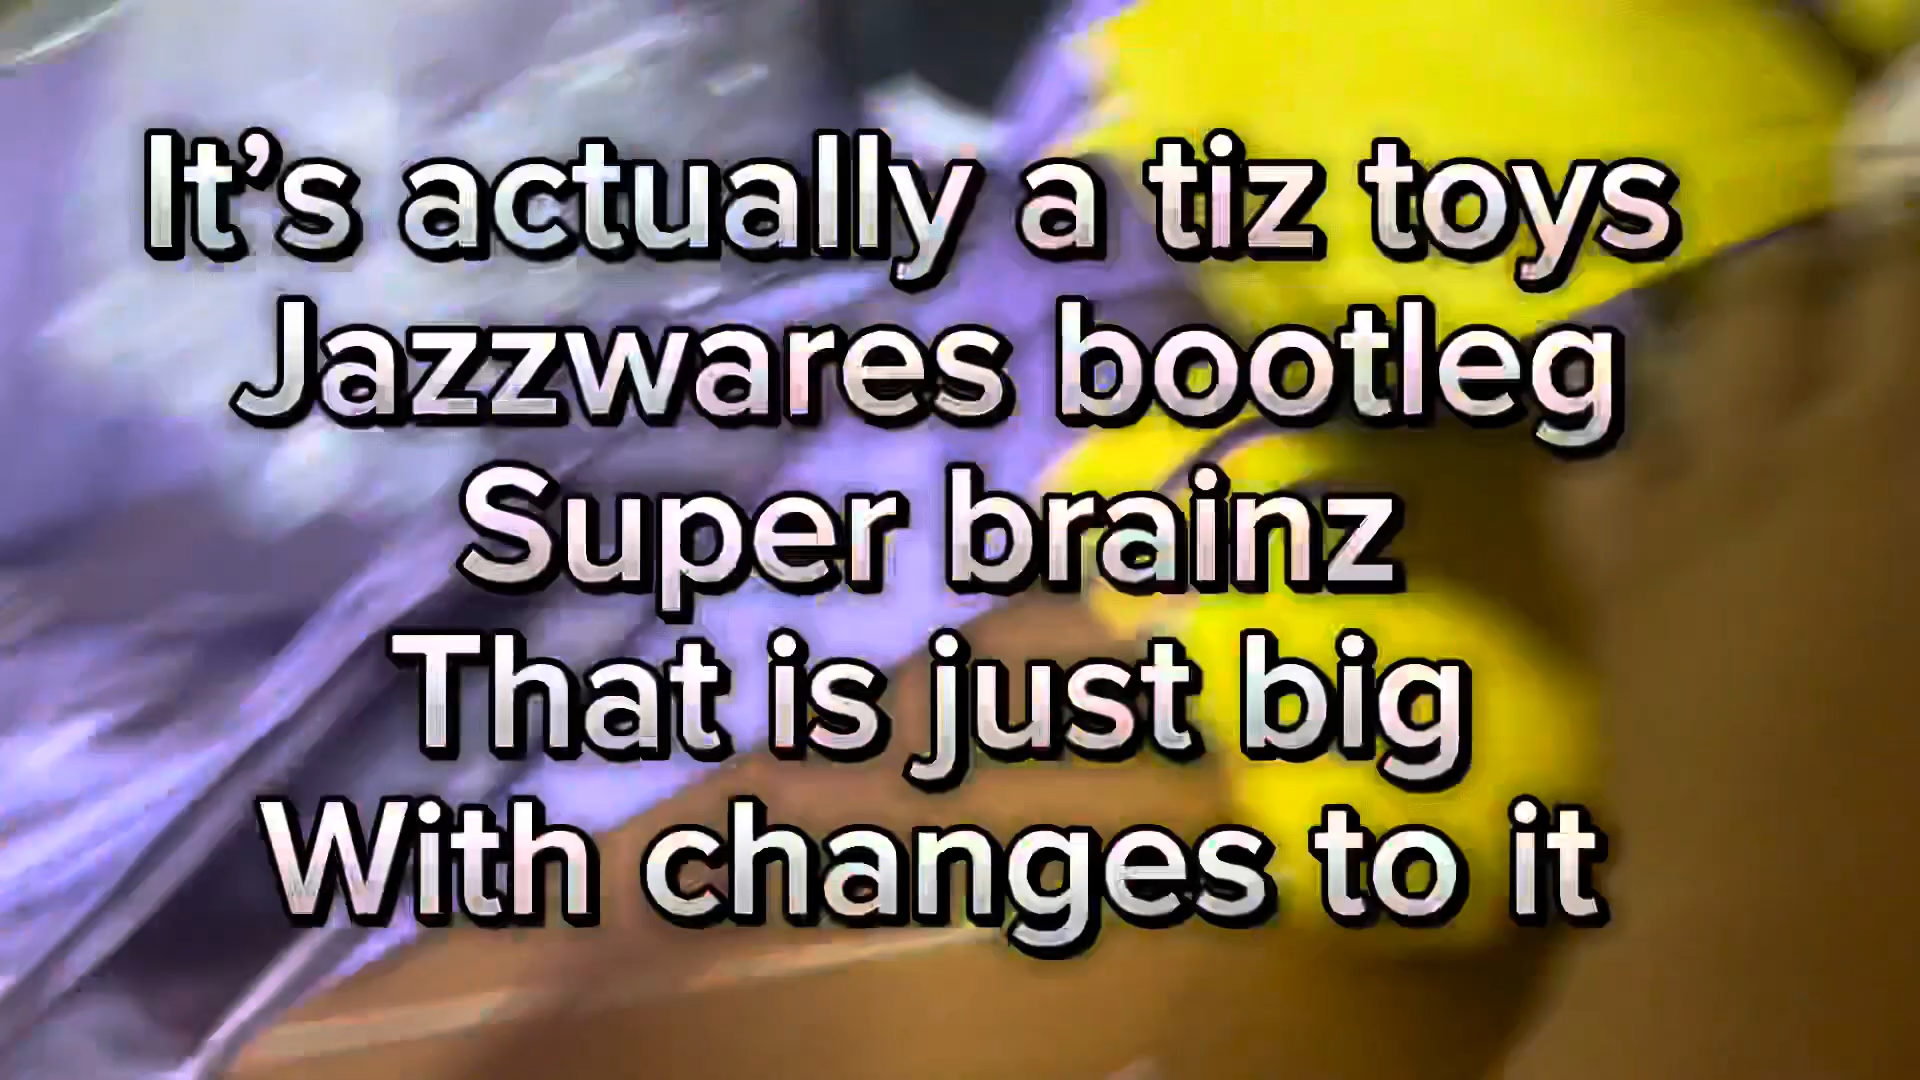 It’s actually a tiz toys
Jazzwares bootleg
Super brainz
That is just big
With changes to it